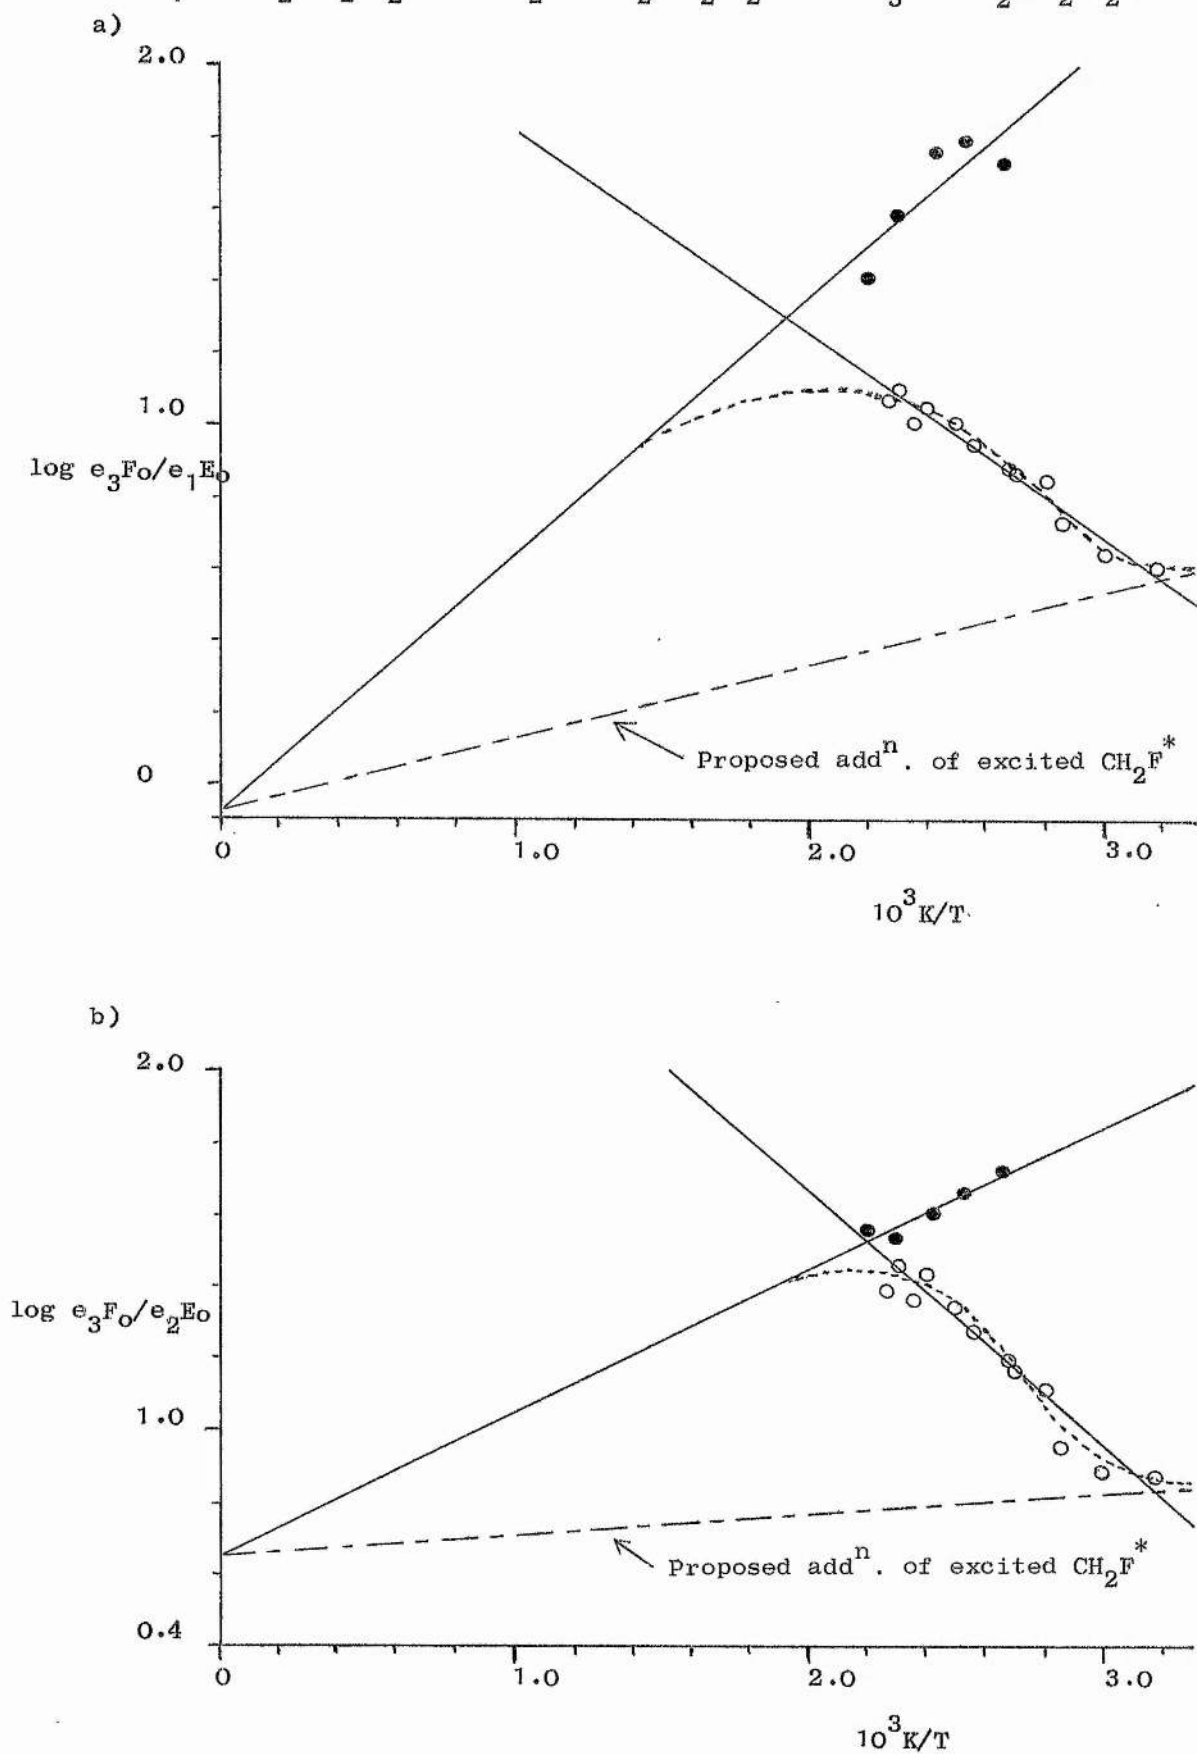 a)
2.0
1.0
log e₃Fo/e₁Eo
0
Proposed addⁿ. of excited CH₂F*
0 1.0 2.0 3.0
10³K/T
b)
2.0
log e₃Fo/e₂Eo
1.0
Proposed addⁿ. of excited CH₂F*
0.4
0 1.0 2.0 3.0
10³K/T